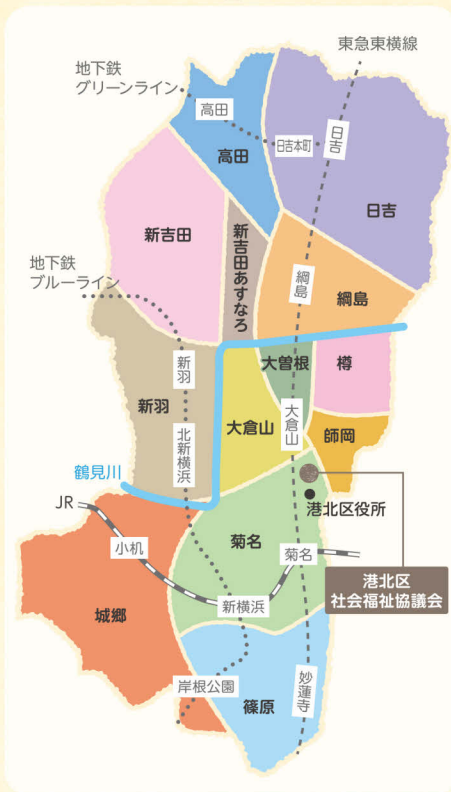 東急東横線
地下鉄
グリーンライン
高田
日吉本町
日吉
高田
日吉
新吉田
新吉田
あすなろ
綱島
綱島
地下鉄
ブルーライン
新羽
大曽根
樽
新羽
北新横浜
大倉山
大倉山
師岡
鶴見川
港北区役所
JR
小机
菊名
菊名
港北区
社会福祉協議会
城郷
新横浜
岸根公園
篠原
妙蓮寺